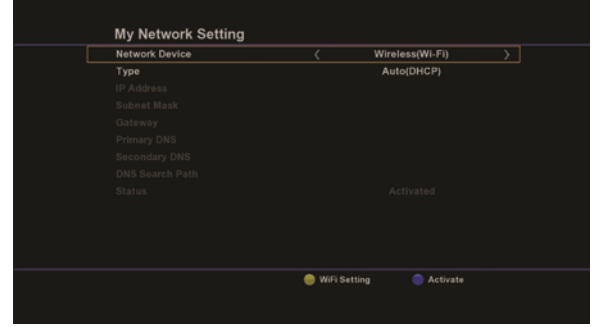 My Network Setting
Network Device < Wireless(Wi-Fi) >
Type Auto(DHCP)
IP Address
Subnet Mask
Gateway
Primary DNS
Secondary DNS
DNS Search Path
Status Activated
WiFi Setting Activate